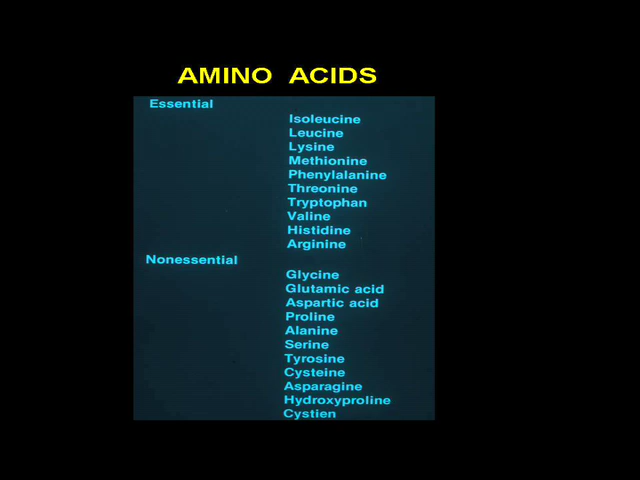 AMINO ACIDS
Essential
Isoleucine
Leucine
Lysine
Methionine
Phenylalanine
Threonine
Tryptophan
Valine
Histidine
Arginine
Nonessential
Glycine
Glutamic acid
Aspartic acid
Proline
Alanine
Serine
Tyrosine
Cysteine
Asparagine
Hydroxyproline
Cystien